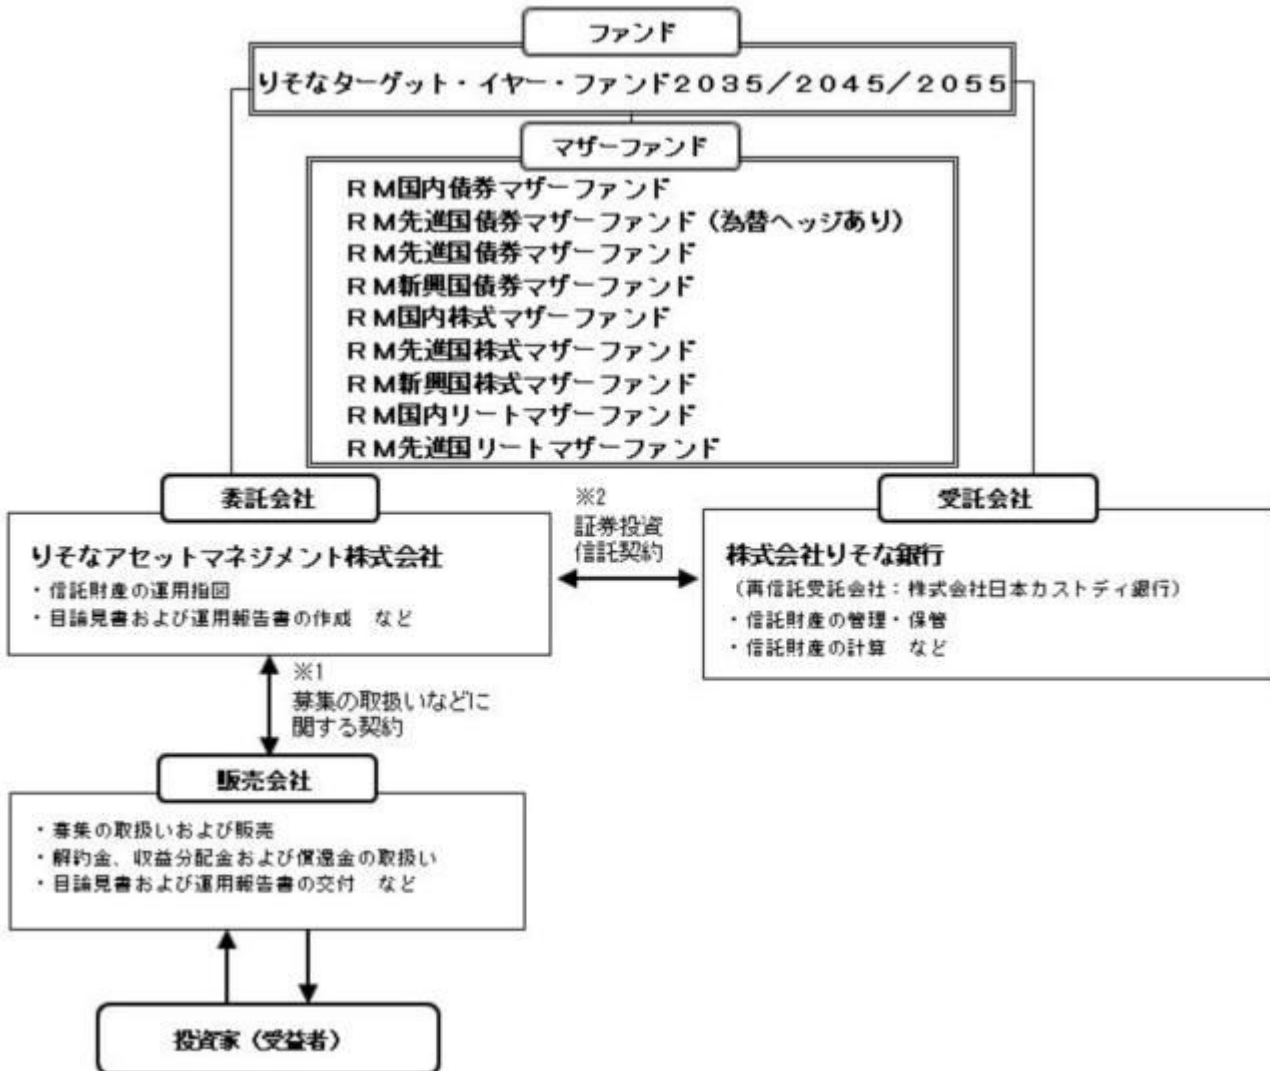 ファンド
りそなターゲット・イヤー・ファンド２０３５／２０４５／２０５５
マザーファンド
ＲＭ国内債券マザーファンド
ＲＭ先進国債券マザーファンド（為替ヘッジあり）
ＲＭ先進国債券マザーファンド
ＲＭ新興国債券マザーファンド
ＲＭ国内株式マザーファンド
ＲＭ先進国株式マザーファンド
ＲＭ新興国株式マザーファンド
ＲＭ国内リートマザーファンド
ＲＭ先進国リートマザーファンド
委託会社
りそなアセットマネジメント株式会社
・信託財産の運用指図
・目論見書および運用報告書の作成　など
※2
証券投資
信託契約
受託会社
株式会社りそな銀行
（再信託受託会社：株式会社日本カストディ銀行）
・信託財産の管理・保管
・信託財産の計算　など
※1
募集の取扱いなどに
関する契約
販売会社
・募集の取扱いおよび販売
・解約金、収益分配金および償還金の取扱い
・目論見書および運用報告書の交付　など
投資家（受益者）